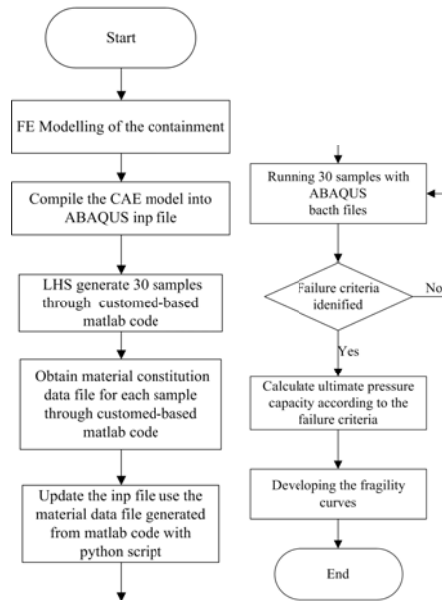 Start
FE Modelling of the containment
Compile the CAE model into
ABAQUS inp file
LHS generate 30 samples
through customed-based
matlab code
Obtain material constitution
data file for each sample
through customed-based
matlab code
Update the inp file use the
material data file generated
from matlab code with
python script
Running 30 samples with
ABAQUS
bacth files
Failure criteria
idenified
No
Yes
Calculate ultimate pressure
capacity according to the
failure criteria
Developing the fragility
curves
End